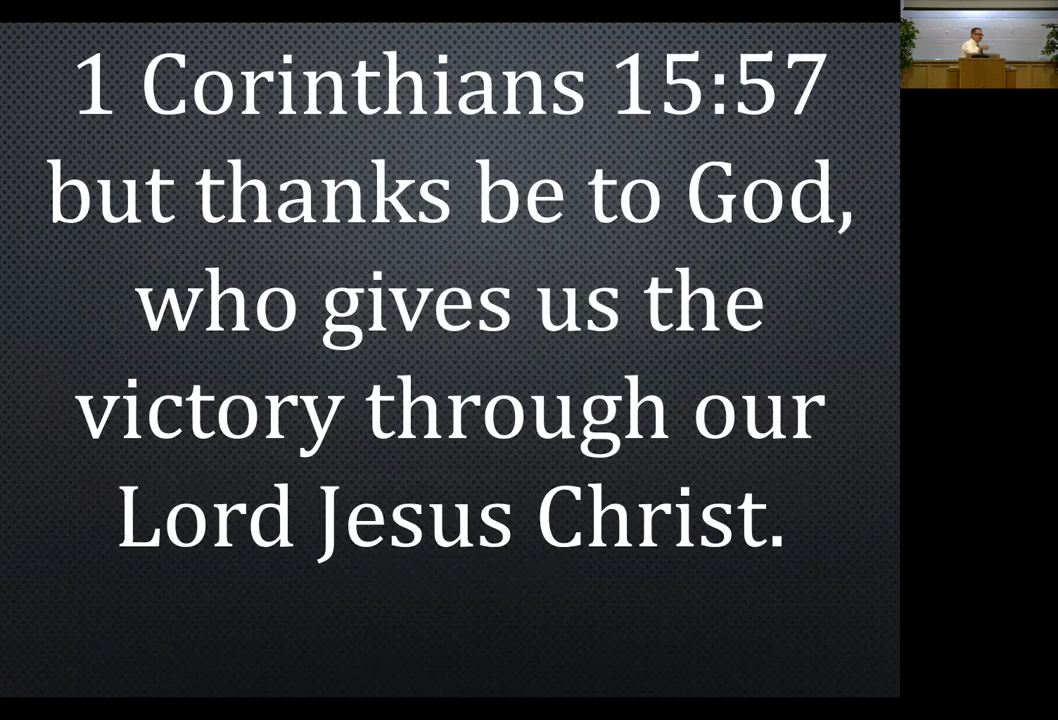 1 Corinthians 15:57
but thanks be to God,
who gives us the
victory through our
Lord Jesus Christ.